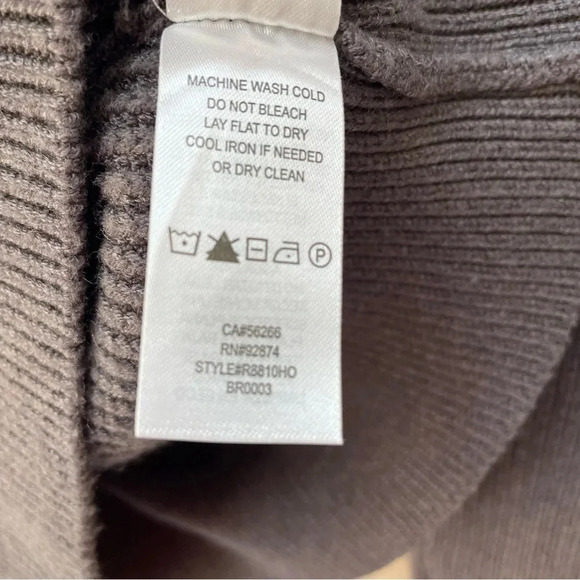 MACHINE WASH COLD
DO NOT BLEACH
LAY FLAT TO DRY
COOL IRON IF NEEDED
OR DRY CLEAN
P
CA#56266
RN#92874
STYLE#R8810HO
BR0003